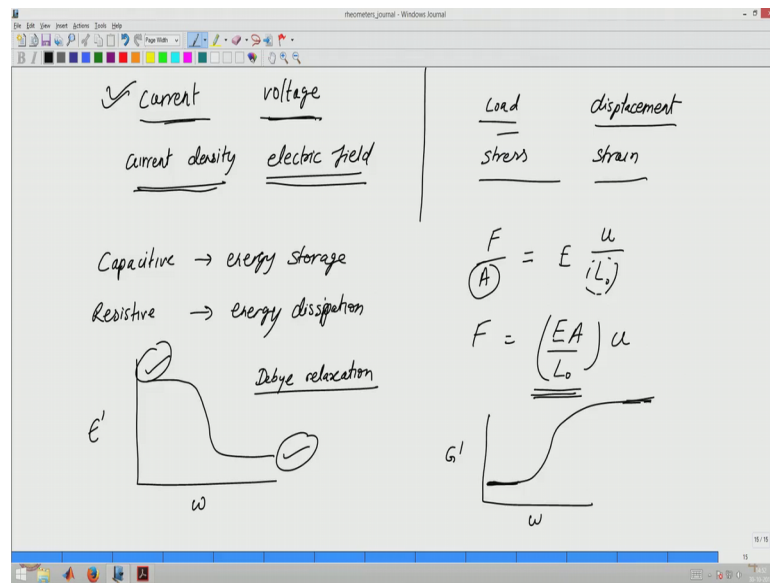 rheometers_journal - Windows Journal
File Edit View Insert Actions Tools Help
Page Width
B I
Current voltage
Current density electric field
Load displacement
stress strain
Capacitive → energy storage
Resistive → energy dissipation
F/A = E u/L₀
F = (EA/L₀) u
Debye relaxation
ε'
ω
G'
ω
15 / 15
15